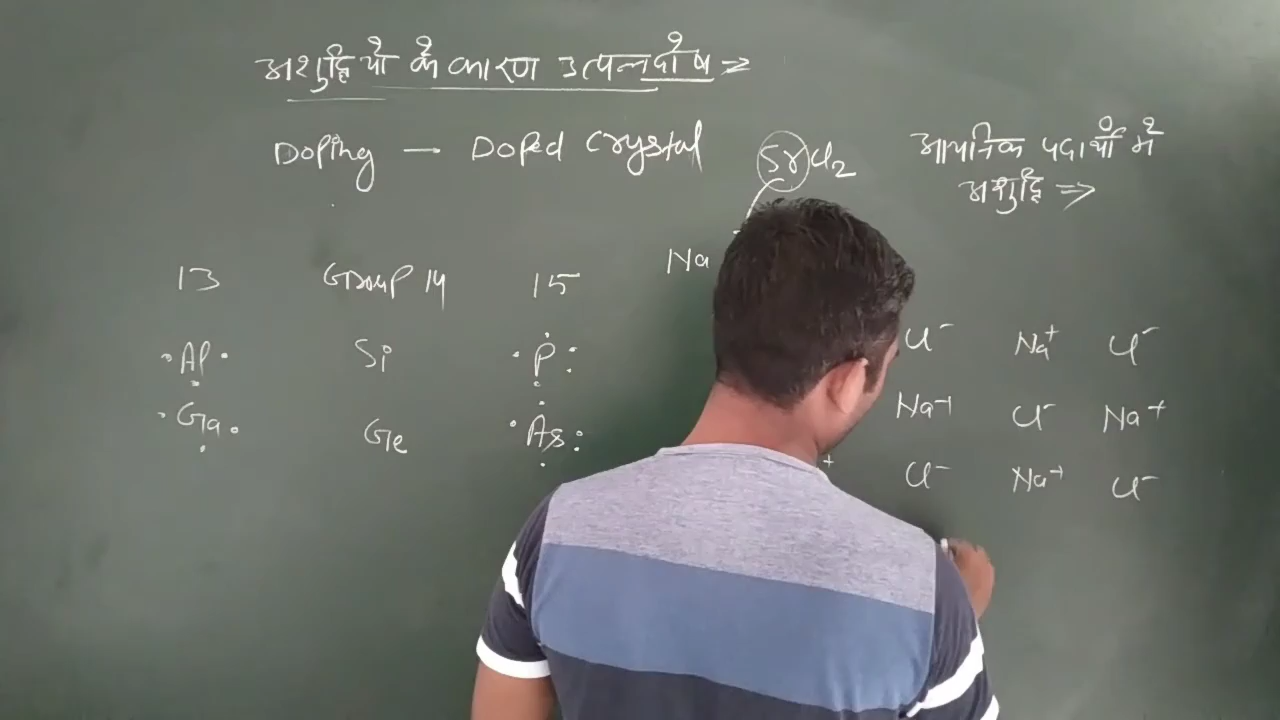 अशुद्धियों के कारण उत्पन्न दोष ⇒
Doping — Doped Crystal
SrCl2
आयनिक पदार्थों में
अशुद्धि ⇒
13 Group 14 15
Al Si P
Ga Ge As
Na
Cl⁻ Na⁺ Cl⁻
Na⁺ Cl⁻ Na⁺
+ Cl⁻ Na⁺ Cl⁻